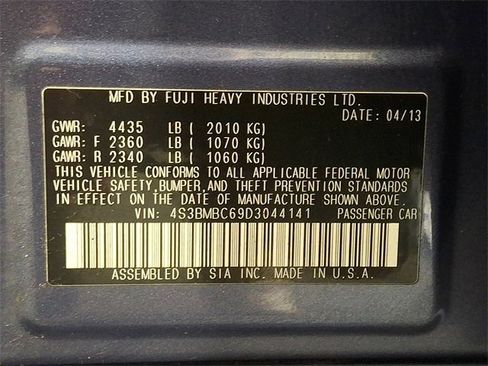 MFD BY FUJI HEAVY INDUSTRIES LTD.
DATE: 04/13
GVWR: 4435 LB ( 2010 KG)
GAWR: F 2360 LB ( 1070 KG)
GAWR: R 2340 LB ( 1060 KG)
THIS VEHICLE CONFORMS TO ALL APPLICABLE FEDERAL MOTOR
VEHICLE SAFETY,BUMPER,AND THEFT PREVENTION STANDARDS
IN EFFECT ON THE DATE OF MANUFACTURE SHOWN ABOVE.
VIN: 4S3BMBC69D3044141 PASSENGER CAR
ASSEMBLED BY SIA INC. MADE IN U.S.A.